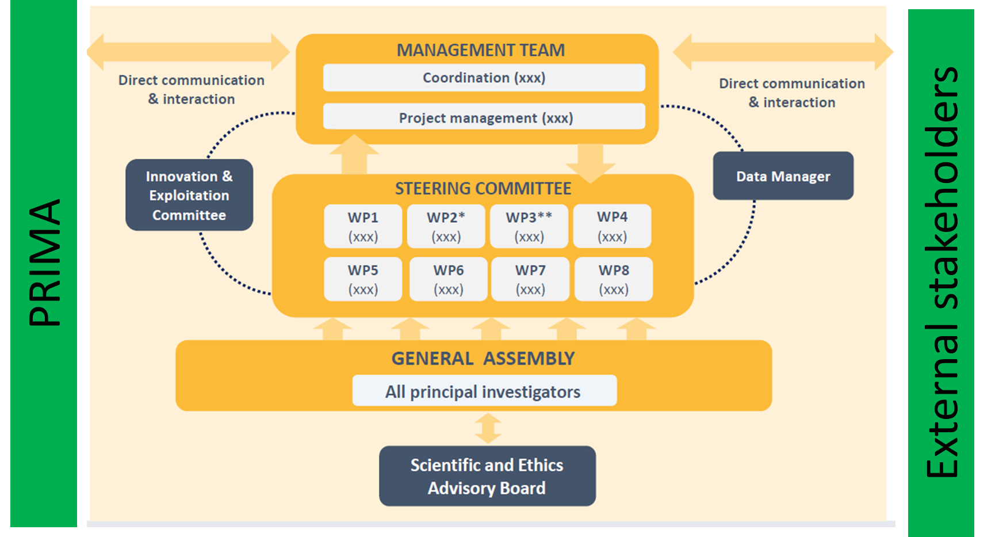 PRIMA
MANAGEMENT TEAM
Coordination (xxx)
Project management (xxx)
Direct communication
& interaction
Direct communication
& interaction
Innovation &
Exploitation
Committee
Data Manager
STEERING COMMITTEE
WP1
(xxx)
WP2*
(xxx)
WP3**
(xxx)
WP4
(xxx)
WP5
(xxx)
WP6
(xxx)
WP7
(xxx)
WP8
(xxx)
GENERAL ASSEMBLY
All principal investigators
Scientific and Ethics
Advisory Board
External stakeholders